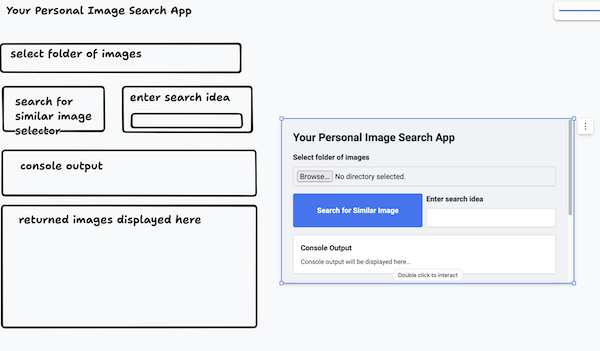 Your Personal Image Search App
select folder of images
search for
similar image
selector
enter search idea
console output
returned images displayed here
Your Personal Image Search App
Select folder of images
Browse... No directory selected.
Search for Similar Image
Enter search idea
Console Output
Console output will be displayed here...
Double click to interact